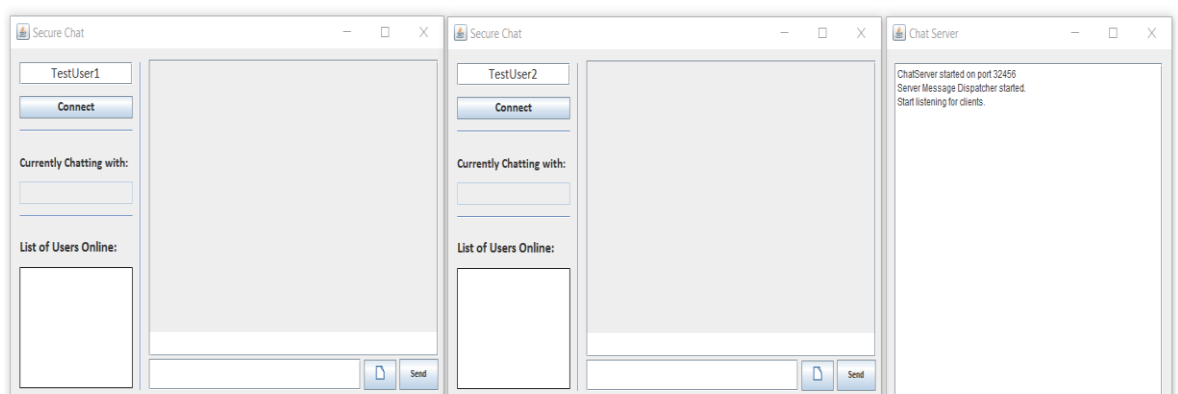 Secure Chat
TestUser1
Connect
Currently Chatting with:
List of Users Online:
Send
Secure Chat
TestUser2
Connect
Currently Chatting with:
List of Users Online:
Send
Chat Server
ChatServer started on port 32456
Server Message Dispatcher started.
Start listening for clients.